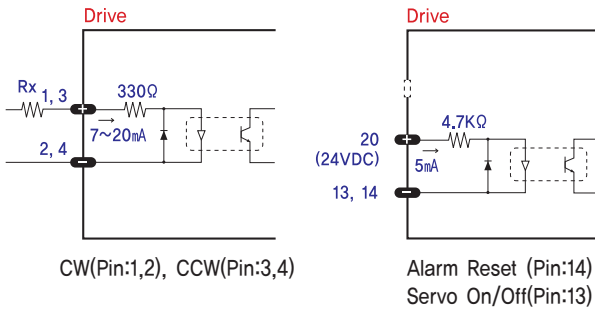 Drive
Rx
1, 3
330Ω
7~20mA
2, 4
CW(Pin:1,2), CCW(Pin:3,4)
Drive
20
(24VDC)
4.7KΩ
5mA
13, 14
Alarm Reset (Pin:14)
Servo On/Off(Pin:13)